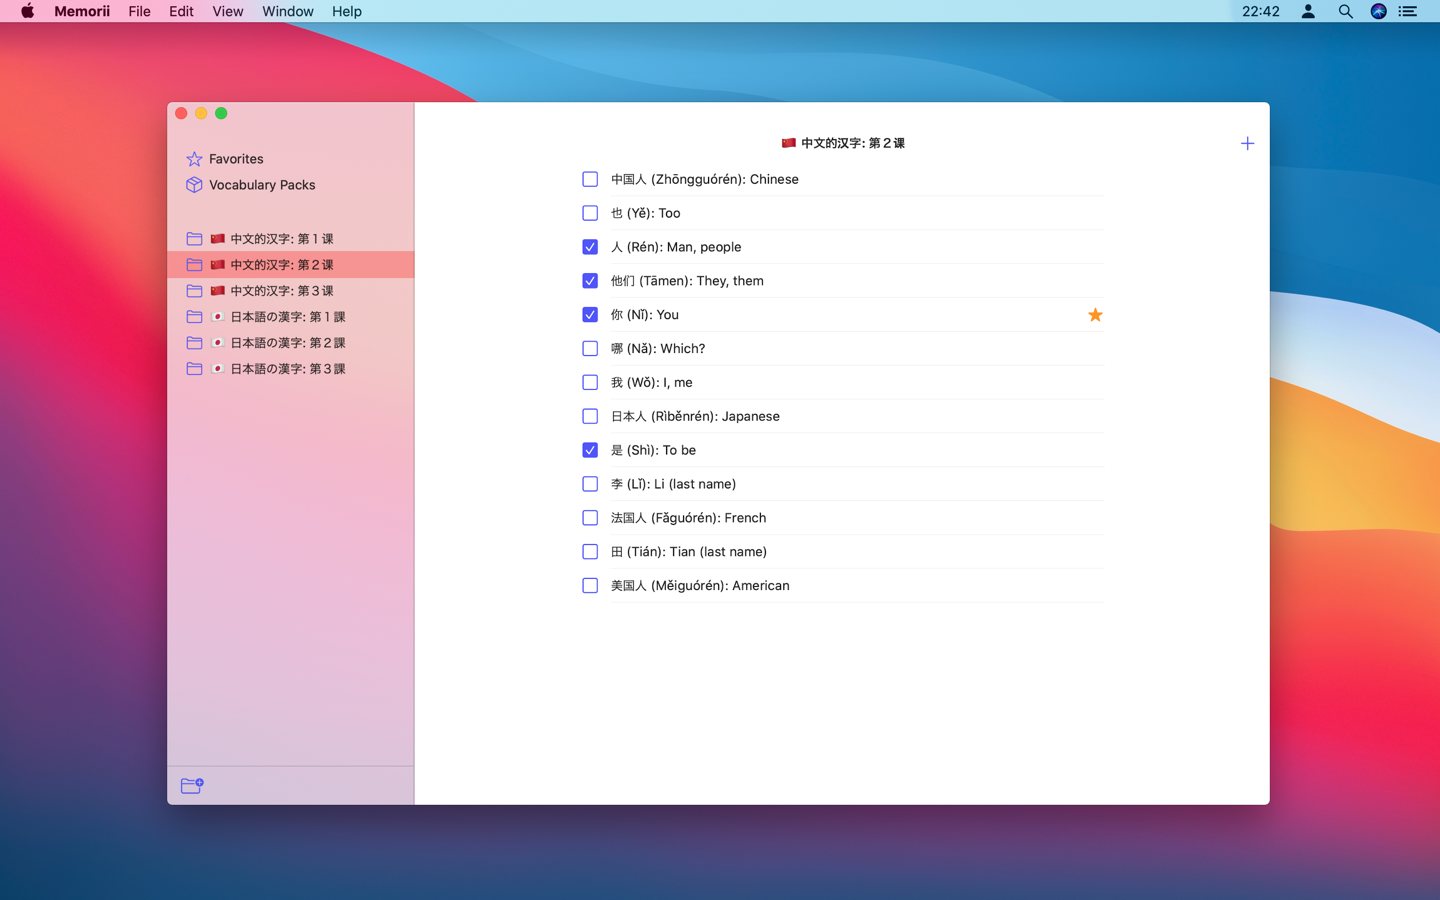 Memorii File Edit View Window Help 22:42
Favorites
Vocabulary Packs
🇨🇳 中文的汉字: 第１课
🇨🇳 中文的汉字: 第２课
🇨🇳 中文的汉字: 第３课
🇯🇵 日本語の漢字: 第１課
🇯🇵 日本語の漢字: 第２課
🇯🇵 日本語の漢字: 第３課
🇨🇳 中文的汉字: 第２课
中国人 (Zhōngguórén): Chinese
也 (Yě): Too
人 (Rén): Man, people
他们 (Tāmen): They, them
你 (Nǐ): You
哪 (Nǎ): Which?
我 (Wǒ): I, me
日本人 (Rìběnrén): Japanese
是 (Shì): To be
李 (Lǐ): Li (last name)
法国人 (Fǎguórén): French
田 (Tián): Tian (last name)
美国人 (Měiguórén): American